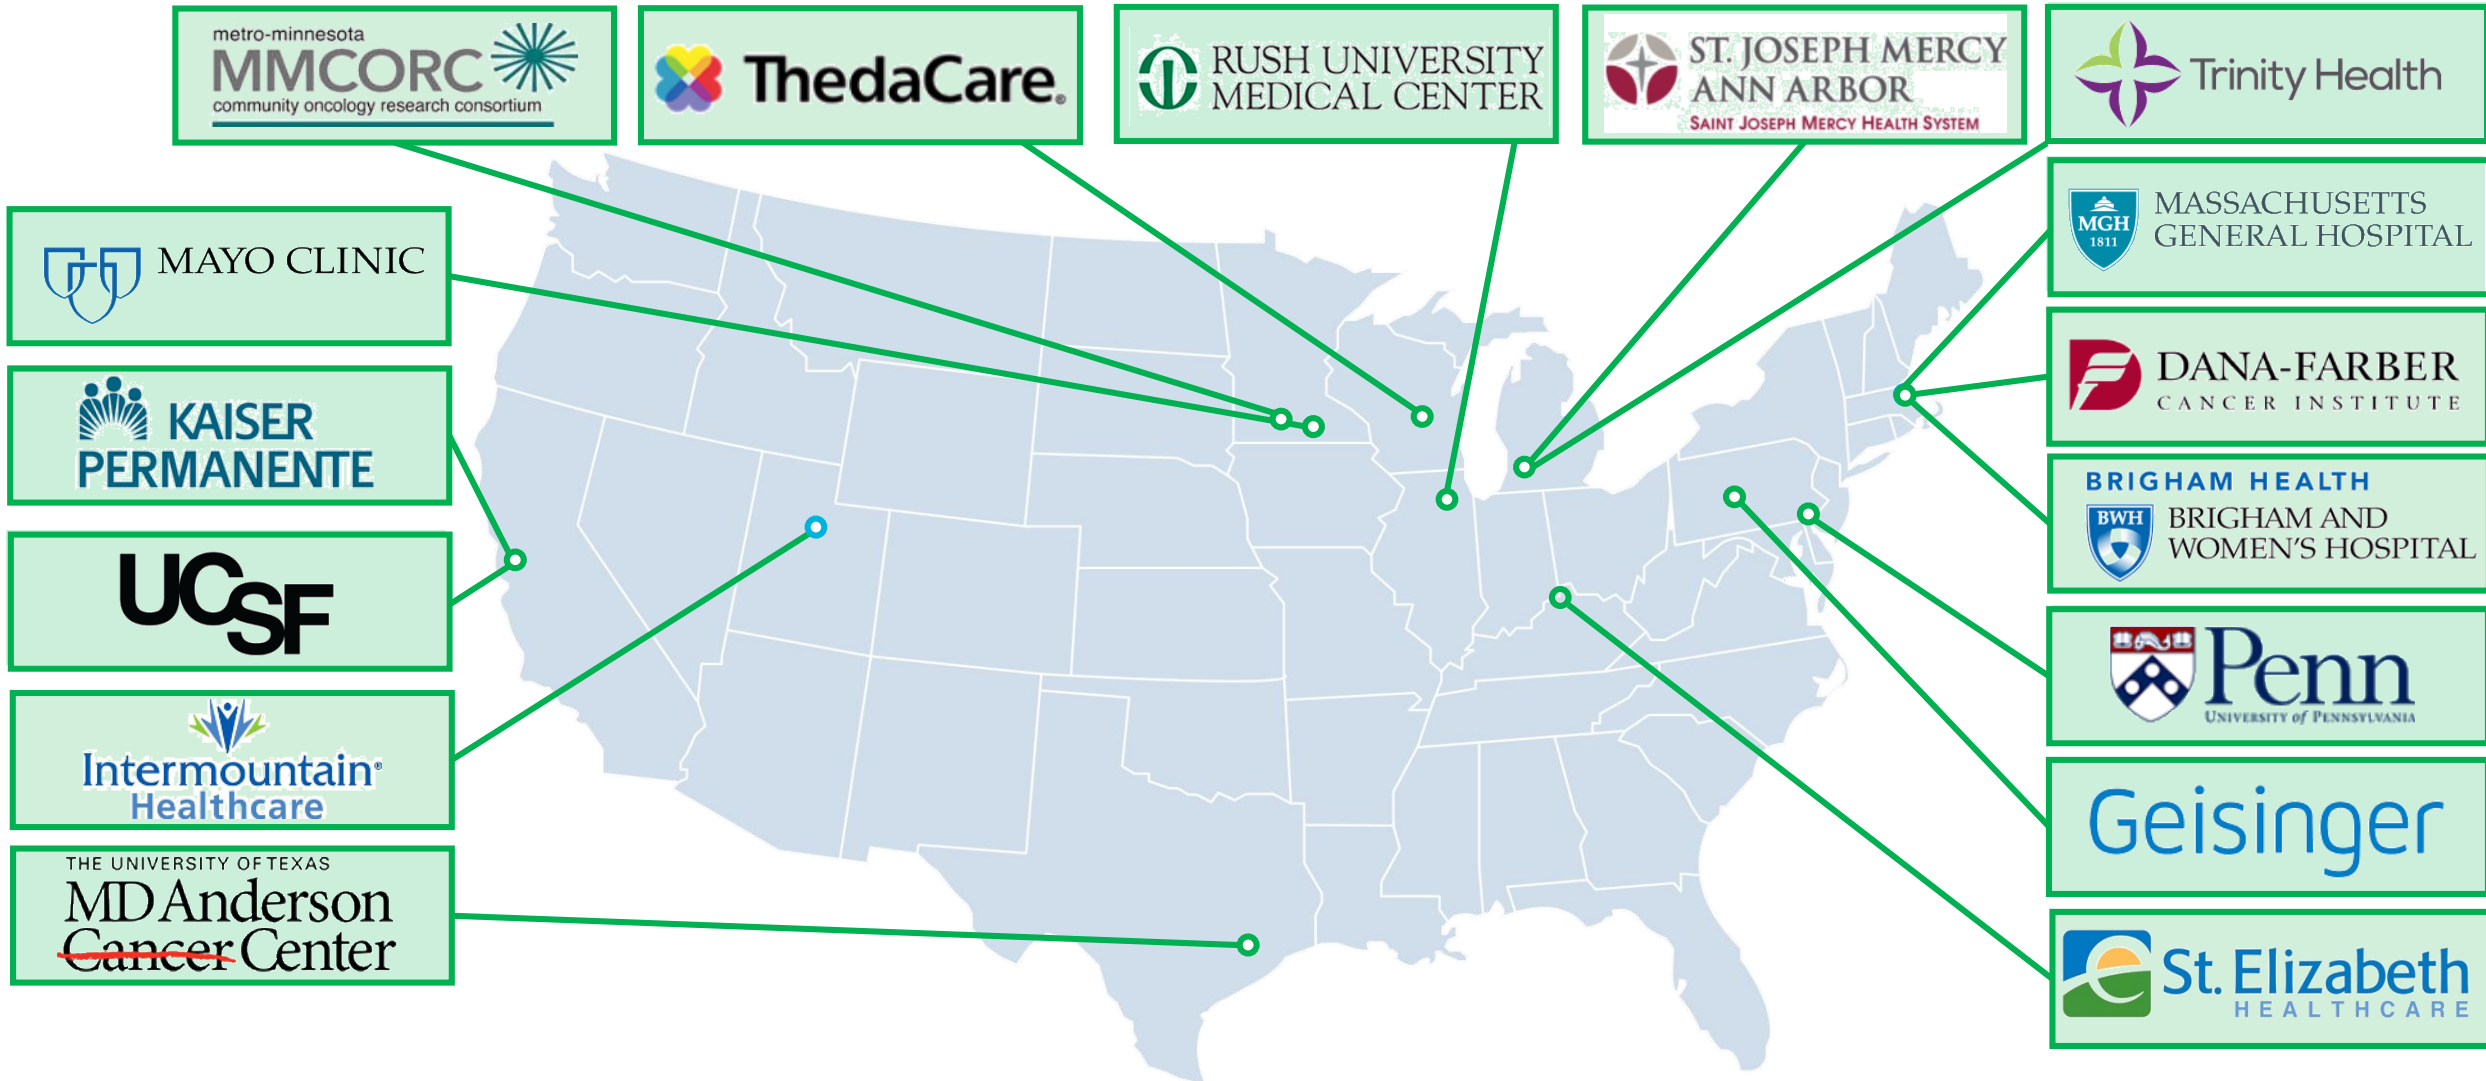 metro-minnesota
MMCORC
community oncology research consortium
ThedaCare®
RUSH UNIVERSITY
MEDICAL CENTER
ST. JOSEPH MERCY
ANN ARBOR
SAINT JOSEPH MERCY HEALTH SYSTEM
Trinity Health
MAYO CLINIC
KAISER
PERMANENTE
UCSF
Intermountain®
Healthcare
THE UNIVERSITY OF TEXAS
MD Anderson
Cancer Center
MGH
1811
MASSACHUSETTS
GENERAL HOSPITAL
DANA-FARBER
CANCER INSTITUTE
BRIGHAM HEALTH
BWH
BRIGHAM AND
WOMEN'S HOSPITAL
Penn
UNIVERSITY of PENNSYLVANIA
Geisinger
St. Elizabeth
HEALTHCARE